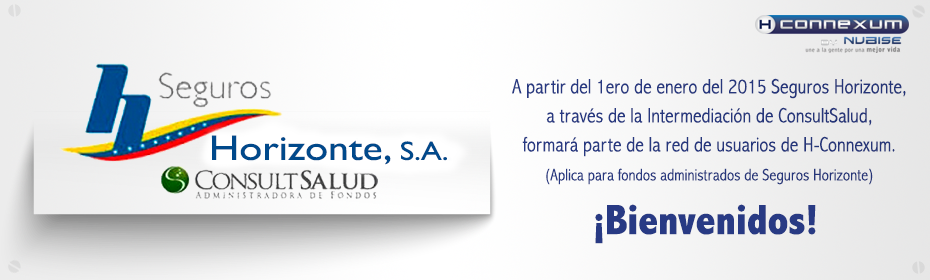 H CONNEXUM
BY NUBISE
une a la gente por una mejor vida
h Seguros
Horizonte, S.A.
CONSULTSALUD
ADMINISTRADORA DE FONDOS
A partir del 1ero de enero del 2015 Seguros Horizonte,
a través de la Intermediación de ConsultSalud,
formará parte de la red de usuarios de H-Connexum.
(Aplica para fondos administrados de Seguros Horizonte)
¡Bienvenidos!